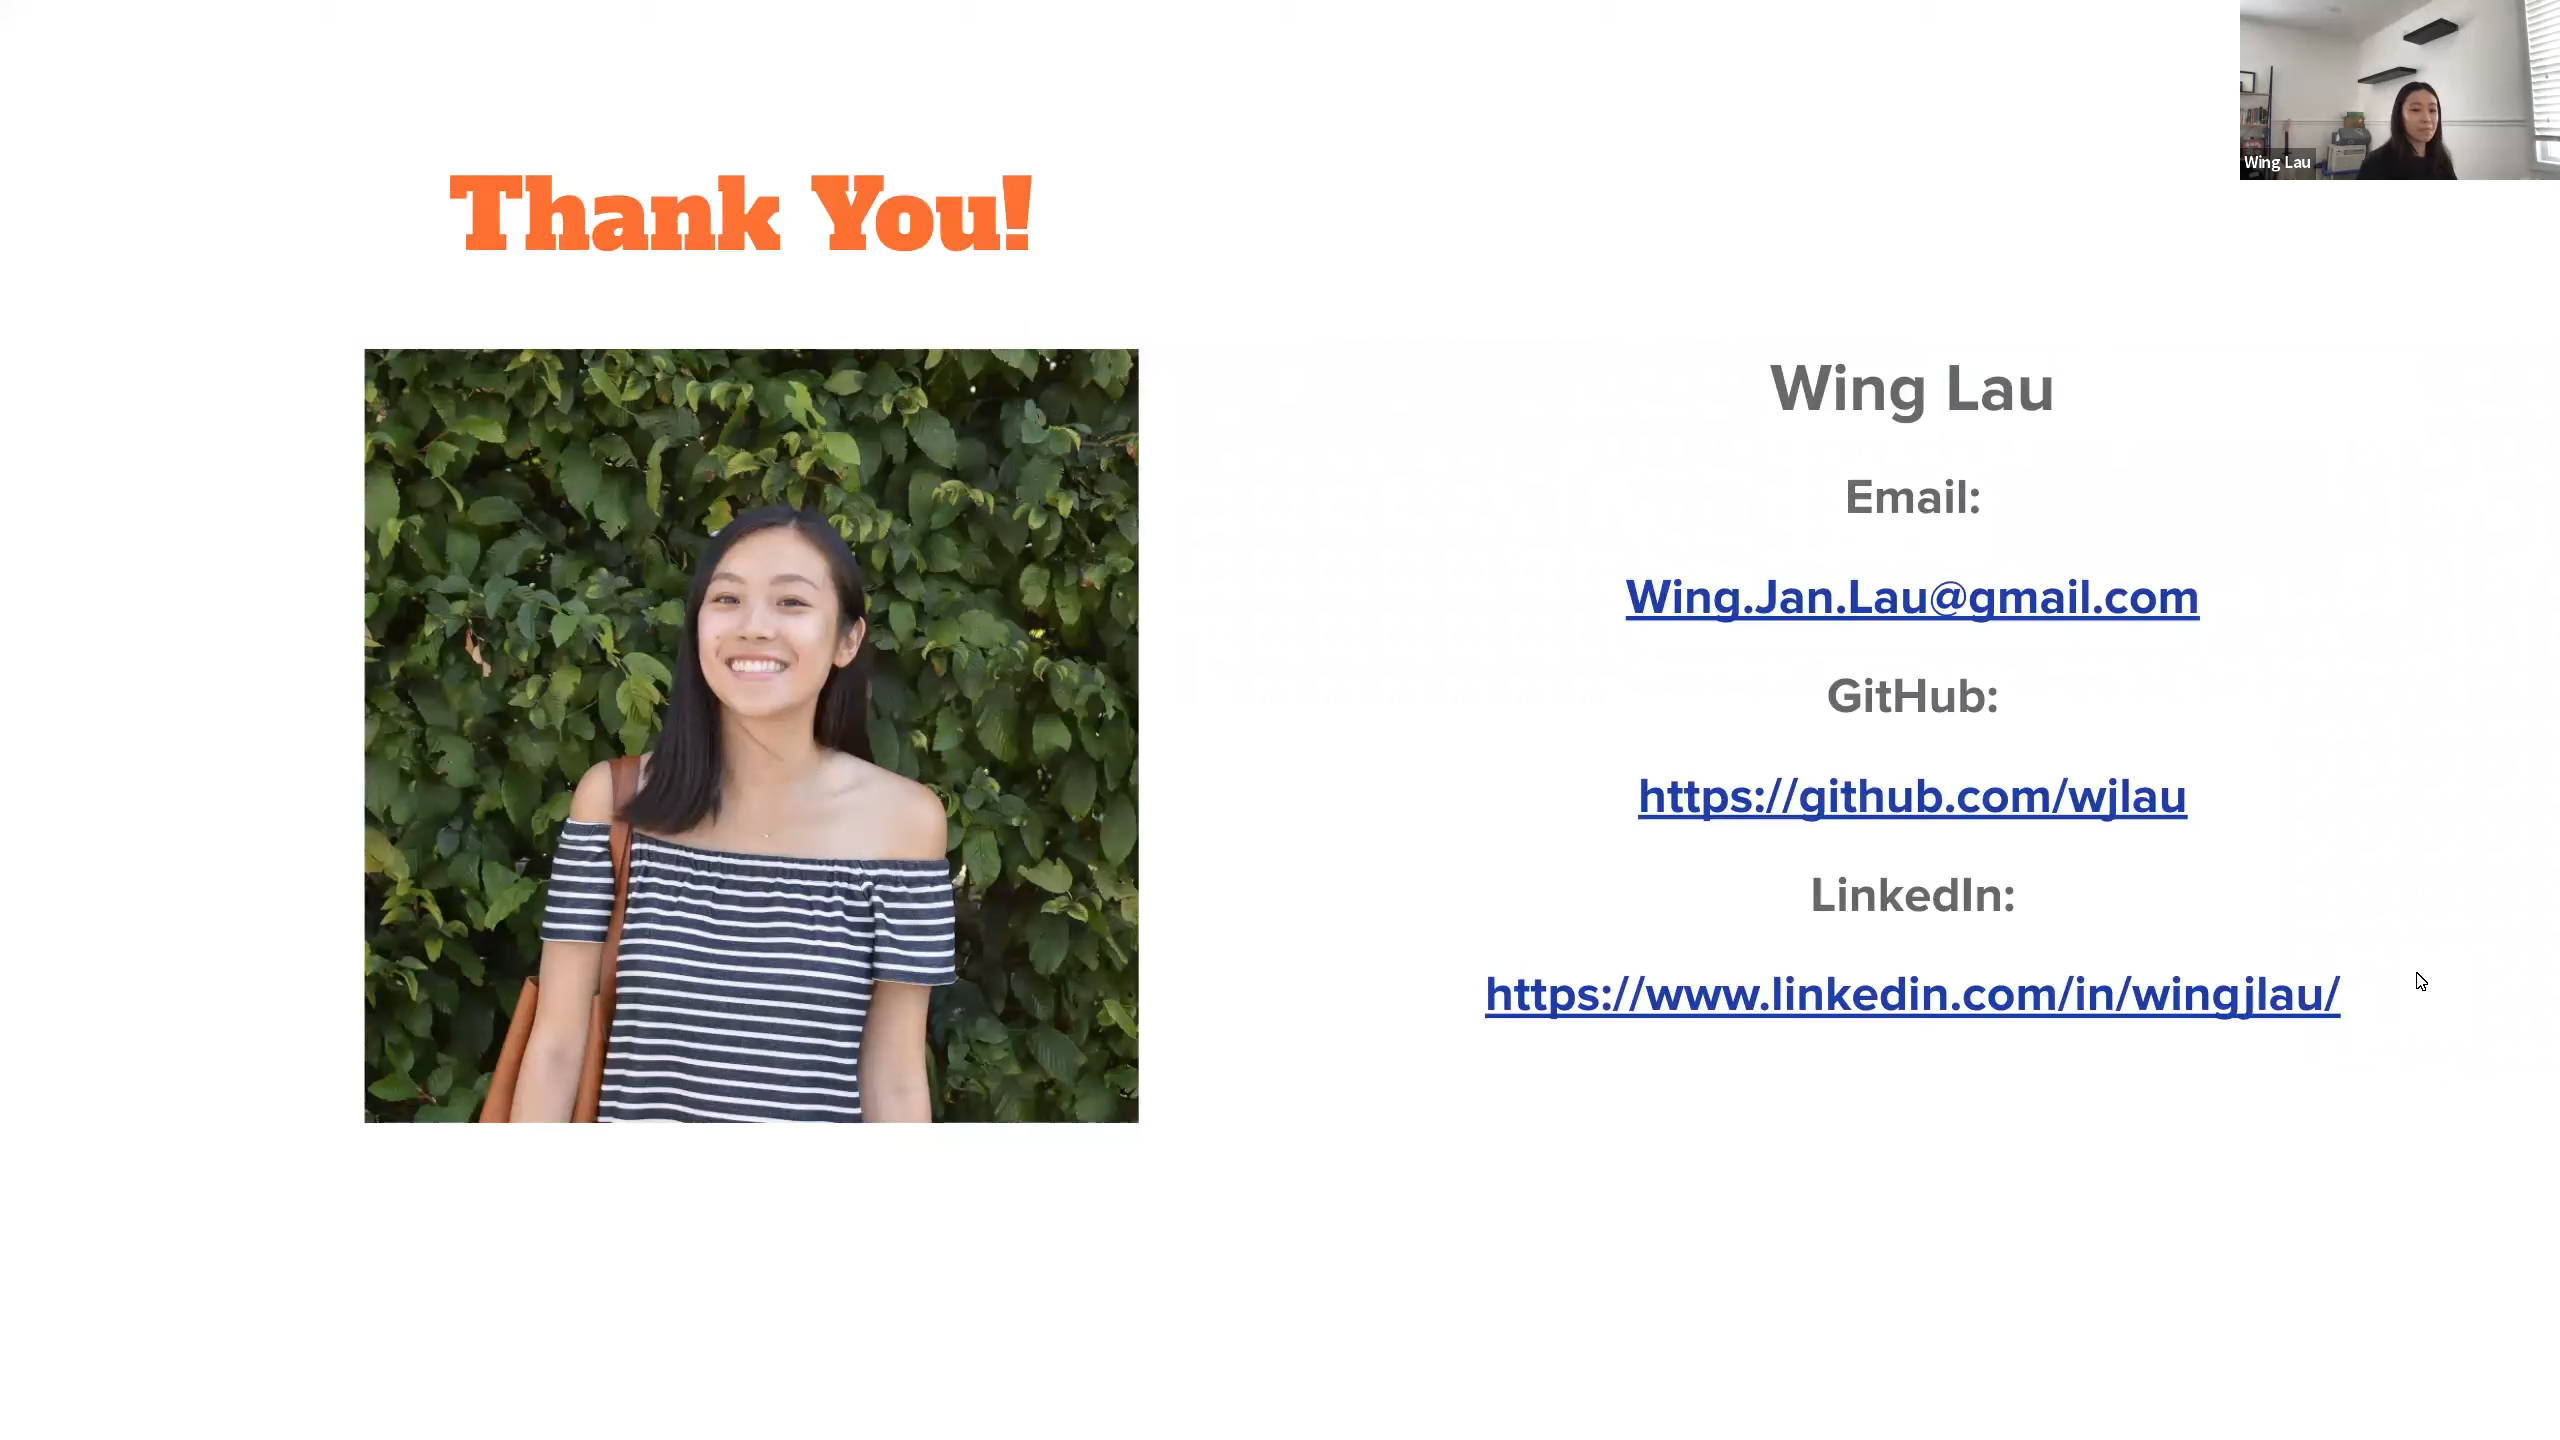 Wing Lau
Thank You!
Wing Lau
Email:
Wing.Jan.Lau@gmail.com
GitHub:
https://github.com/wjlau
LinkedIn:
https://www.linkedin.com/in/wingjlau/